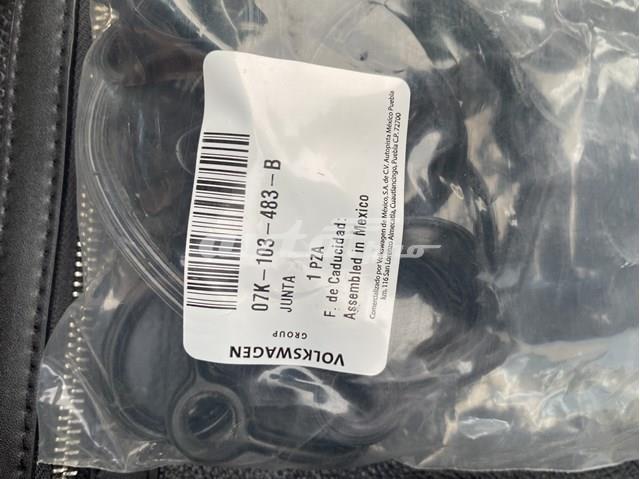 VOLKSWAGEN
GROUP
07K-103-483-B
JUNTA
1 PZA
F. de Caducidad:
Assembled in Mexico
Comercializado por Volkswagen de México, S.A. de C.V. Autopista México Puebla
km. 116 San Lorenzo Almecatla, Cuautlancingo, Puebla C.P. 72700